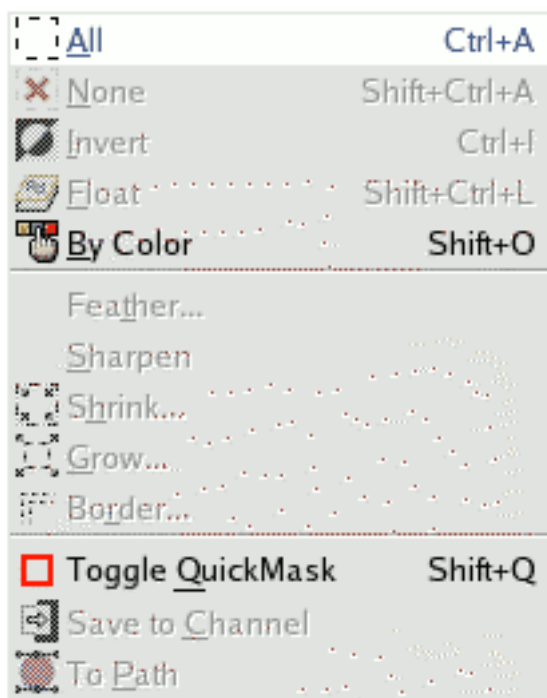 All Ctrl+A
None Shift+Ctrl+A
Invert Ctrl+I
Float Shift+Ctrl+L
By Color Shift+O
Feather...
Sharpen
Shrink...
Grow...
Border...
Toggle QuickMask Shift+Q
Save to Channel
To Path